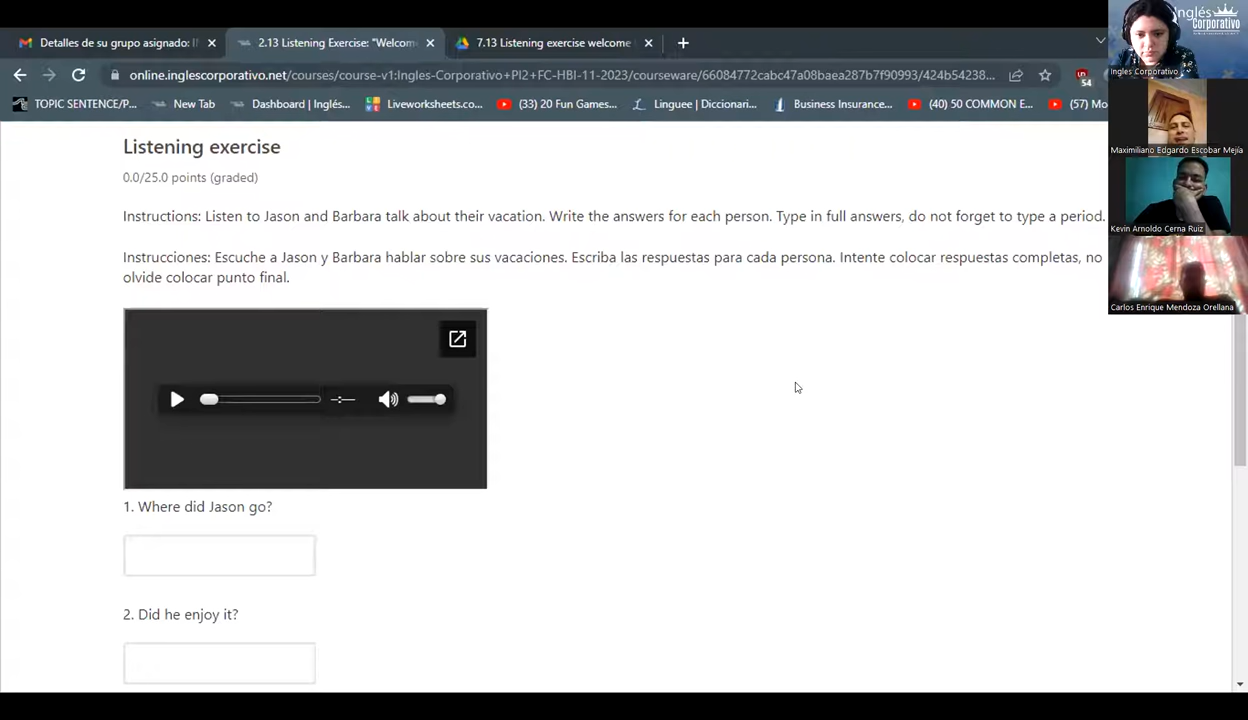 Detalles de su grupo asignado: II
2.13 Listening Exercise: "Welcom
7.13 Listening exercise welcome
online.inglescorporativo.net/courses/course-v1:Ingles-Corporativo+PI2+FC-HBI-11-2023/courseware/66084772cabc47a08baea287b7f90993/424b54238...
54
TOPIC SENTENCE/P...
New Tab
Dashboard | Inglés...
Liveworksheets.co...
(33) 20 Fun Games...
Linguee | Diccionari...
Business Insurance...
(40) 50 COMMON E...
(57) Mo
Inglés
Corporativo
Ingles Corporativo
Maximiliano Edgardo Escobar Mejía
Kevin Arnoldo Cerna Ruiz
Carlos Enrique Mendoza Orellana
Listening exercise
0.0/25.0 points (graded)
Instructions: Listen to Jason and Barbara talk about their vacation. Write the answers for each person. Type in full answers, do not forget to type a period.
Instrucciones: Escuche a Jason y Barbara hablar sobre sus vacaciones. Escriba las respuestas para cada persona. Intente colocar respuestas completas, no
olvide colocar punto final.
1. Where did Jason go?
2. Did he enjoy it?